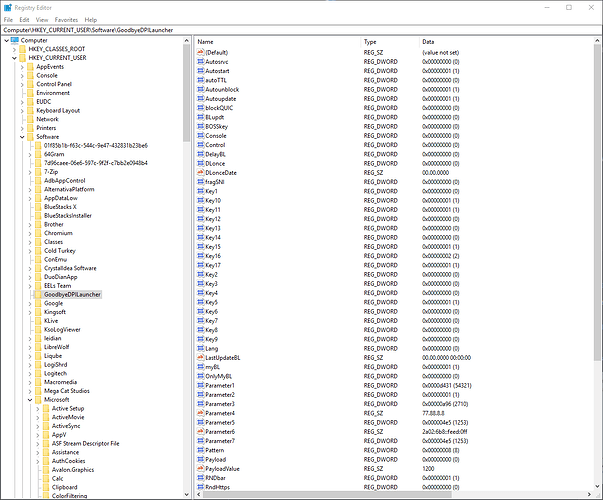 Registry Editor
File Edit View Favorites Help
Computer\HKEY_CURRENT_USER\Software\GoodbyeDPILauncher
Computer
HKEY_CLASSES_ROOT
HKEY_CURRENT_USER
AppEvents
Console
Control Panel
Environment
EUDC
Keyboard Layout
Network
Printers
Software
01f85b1b-f63c-544c-9e47-432831b23be6
64Gram
7d96caee-06e6-597c-9f2f-c7bb2e0948b4
7-Zip
AdbAppControl
AlternativaPlatform
AppDataLow
BlueStacks X
BlueStacksInstaller
Brother
Chromium
Classes
Cold Turkey
ConEmu
CrystalIdea Software
DuoDianApp
EELs Team
GoodbyeDPILauncher
Google
Kingsoft
KLive
KsoLogViewer
leidian
LibreWolf
Liqube
LogiShrd
Logitech
Macromedia
Mega Cat Studios
Microsoft
Active Setup
ActiveMovie
ActiveSync
AppV
ASF Stream Descriptor File
Assistance
AuthCookies
Avalon.Graphics
Calc
Clipboard
ColorFiltering
Name Type Data
(Default) REG_SZ (value not set)
Autosrvc REG_DWORD 0x00000000 (0)
Autostart REG_DWORD 0x00000001 (1)
autoTTL REG_DWORD 0x00000000 (0)
Autounblock REG_DWORD 0x00000001 (1)
Autoupdate REG_DWORD 0x00000001 (1)
blockQUIC REG_DWORD 0x00000000 (0)
BLupdt REG_DWORD 0x00000000 (0)
BOSSkey REG_DWORD 0x00000000 (0)
Console REG_DWORD 0x00000001 (1)
Control REG_DWORD 0x00000000 (0)
DelayBL REG_DWORD 0x00000000 (0)
DLonce REG_DWORD 0x00000000 (0)
DLonceDate REG_SZ 00.00.0000
fragSNI REG_DWORD 0x00000000 (0)
Key1 REG_DWORD 0x00000000 (0)
Key10 REG_DWORD 0x00000001 (1)
Key11 REG_DWORD 0x00000001 (1)
Key12 REG_DWORD 0x00000000 (0)
Key13 REG_DWORD 0x00000000 (0)
Key14 REG_DWORD 0x00000000 (0)
Key15 REG_DWORD 0x00000001 (1)
Key16 REG_DWORD 0x00000002 (2)
Key17 REG_DWORD 0x00000001 (1)
Key2 REG_DWORD 0x00000000 (0)
Key3 REG_DWORD 0x00000000 (0)
Key4 REG_DWORD 0x00000000 (0)
Key5 REG_DWORD 0x00000001 (1)
Key6 REG_DWORD 0x00000000 (0)
Key7 REG_DWORD 0x00000000 (0)
Key8 REG_DWORD 0x00000000 (0)
Key9 REG_DWORD 0x00000000 (0)
Lang REG_DWORD 0x00000000 (0)
LastUpdateBL REG_SZ 00.00.0000 00:00:00
myBL REG_DWORD 0x00000001 (1)
OnlyMyBL REG_DWORD 0x00000000 (0)
Parameter1 REG_DWORD 0x0000d431 (54321)
Parameter2 REG_DWORD 0x00000001 (1)
Parameter3 REG_DWORD 0x00000a96 (2710)
Parameter4 REG_SZ 77.88.8.8
Parameter5 REG_DWORD 0x000004e5 (1253)
Parameter6 REG_SZ 2a02:6b8::feed:0ff
Parameter7 REG_DWORD 0x000004e5 (1253)
Pattern REG_DWORD 0x00000008 (8)
Payload REG_DWORD 0x00000000 (0)
PayloadValue REG_SZ 1200
RNDbar REG_DWORD 0x00000001 (1)
RndHttps REG_DWORD 0x00000000 (0)